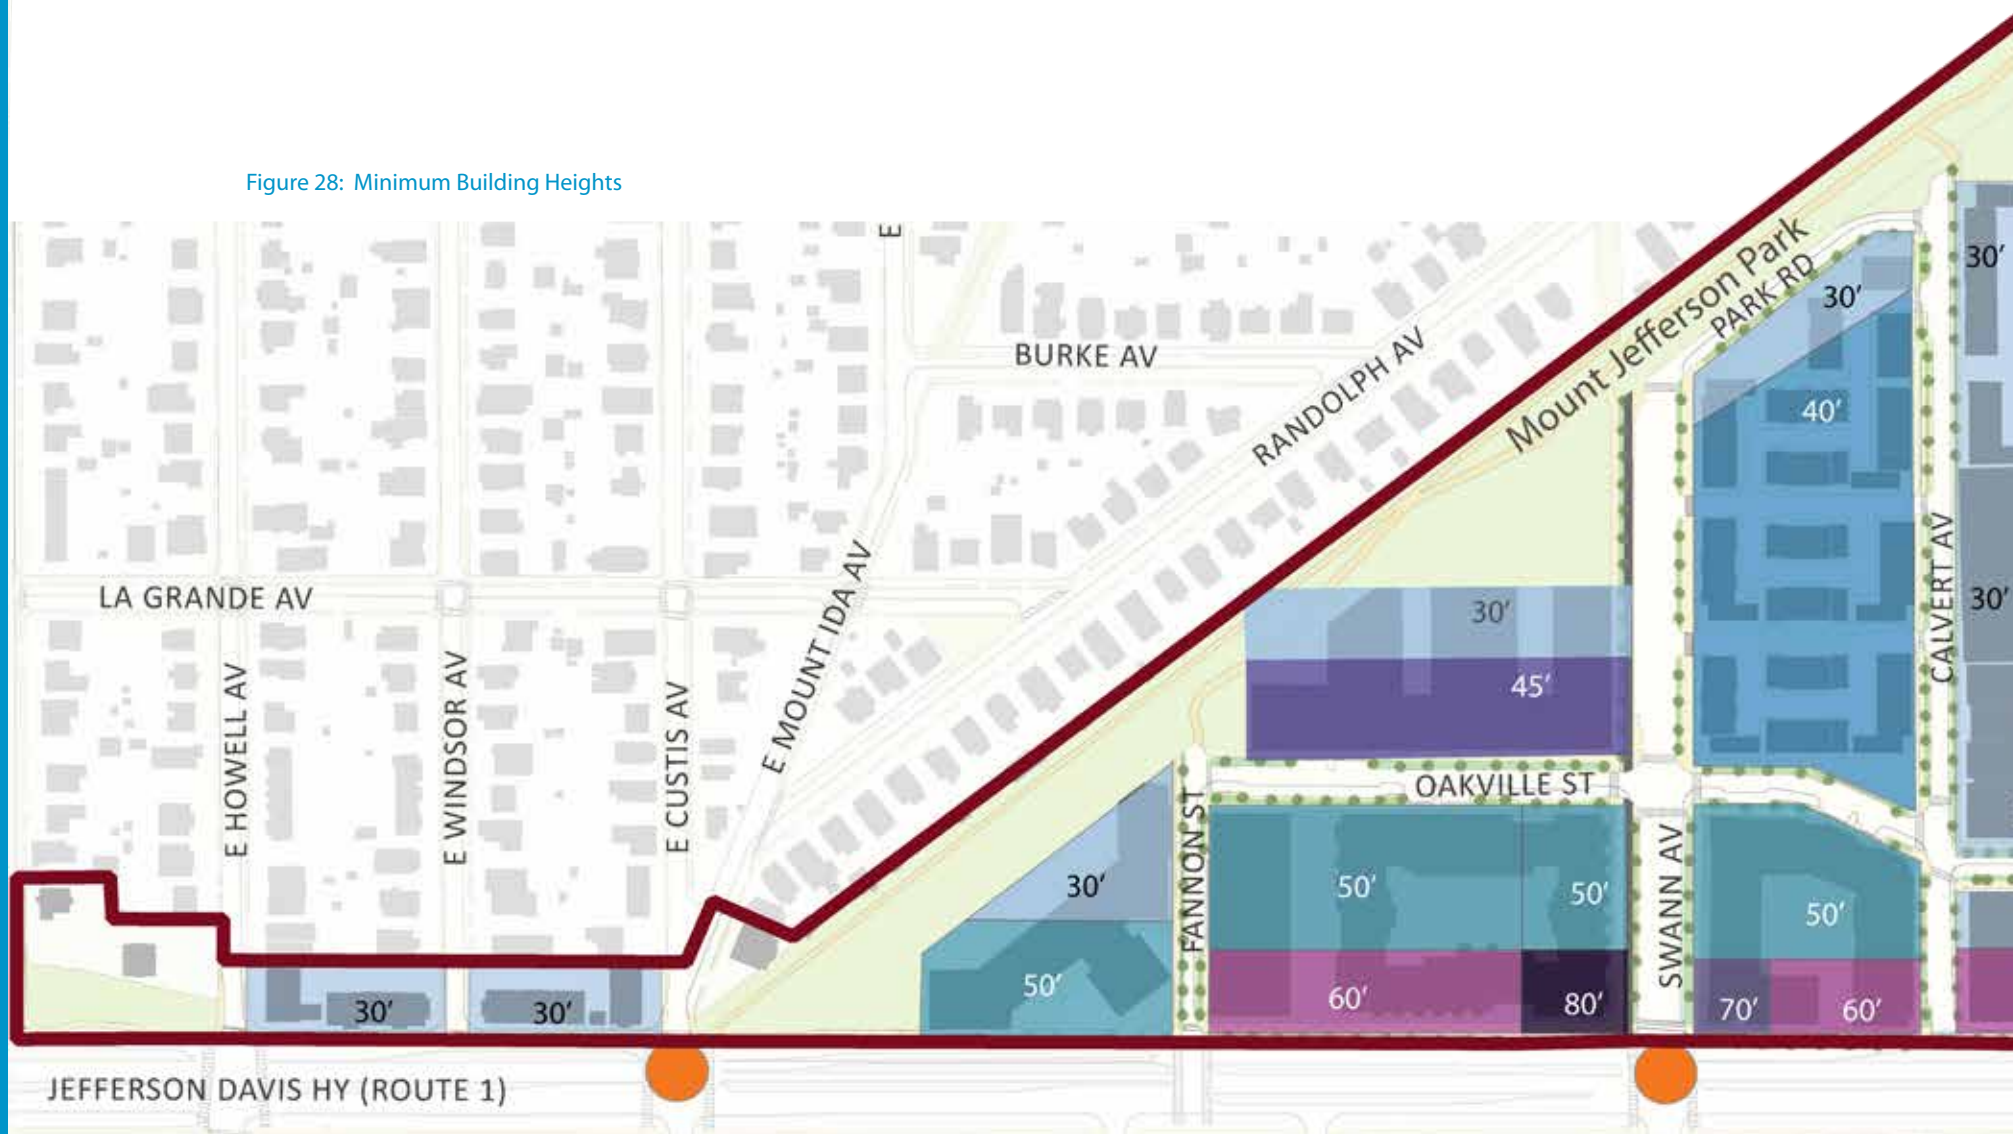 Figure 28: Minimum Building Heights
E
Mount Jefferson Park
PARK RD
30'
30'
BURKE AV
RANDOLPH AV
40'
CALVERT AV
30'
LA GRANDE AV
30'
45'
E MOUNT IDA AV
E HOWELL AV
E WINDSOR AV
E CUSTIS AV
OAKVILLE ST
FANNON ST
SWANN AV
30'
50'
50'
50'
50'
60'
80'
70'
60'
30'
30'
JEFFERSON DAVIS HY (ROUTE 1)